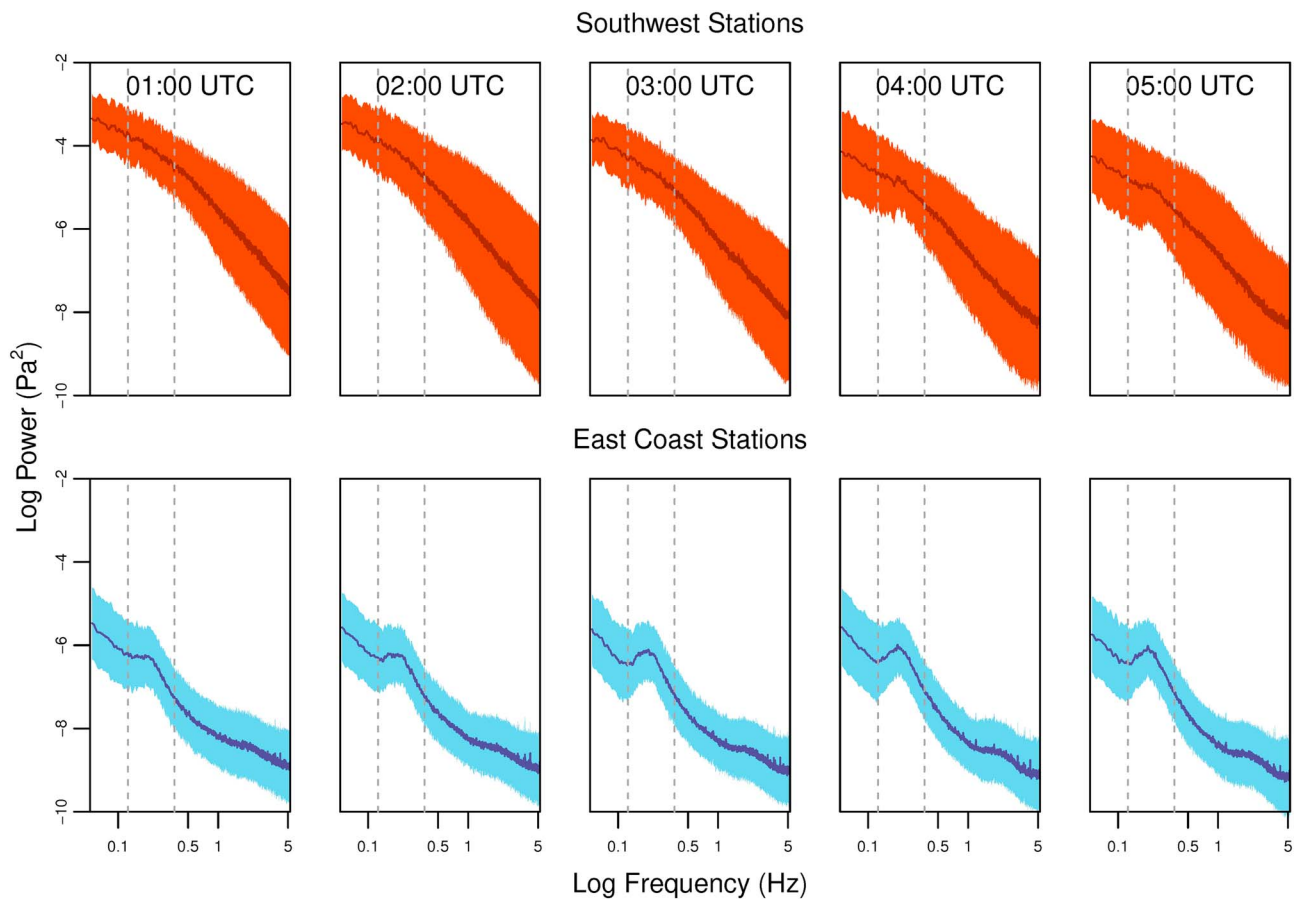 Southwest Stations
01:00 UTC
02:00 UTC
03:00 UTC
04:00 UTC
05:00 UTC
-2
-4
-6
-8
-10
Log Power (Pa²)
East Coast Stations
-2
-4
-6
-8
-10
0.1 0.5 1 5
0.1 0.5 1 5
0.1 0.5 1 5
0.1 0.5 1 5
0.1 0.5 1 5
Log Frequency (Hz)